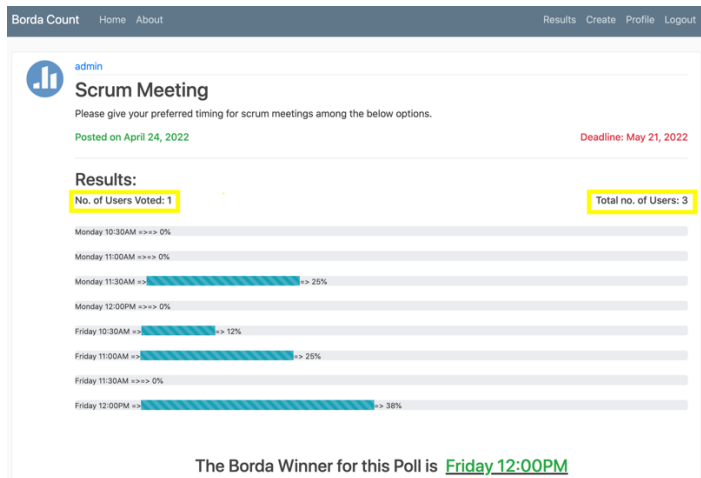 Borda Count Home About Results Create Profile Logout
admin
Scrum Meeting
Please give your preferred timing for scrum meetings among the below options.
Posted on April 24, 2022 Deadline: May 21, 2022
Results:
No. of Users Voted: 1 Total no. of Users: 3
Monday 10:30AM =>=> 0%
Monday 11:00AM =>=> 0%
Monday 11:30AM => => 25%
Monday 12:00PM =>=> 0%
Friday 10:30AM => => 12%
Friday 11:00AM => => 25%
Friday 11:30AM =>=> 0%
Friday 12:00PM => => 38%
The Borda Winner for this Poll is Friday 12:00PM